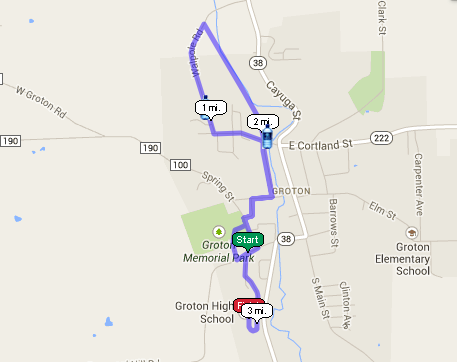 Clark St
38
Walpole Rd
Cayuga St
W Groton Rd
1 mi.
2 mi.
E Cortland St
222
190
190
100
Spring St
GROTON
Carpenter Ave
Barrows St
Elm St
Start
Groton
Memorial Park
38
Groton
Elementary
School
S Main St
Clinton Ave
Groton High
School
3 mi.